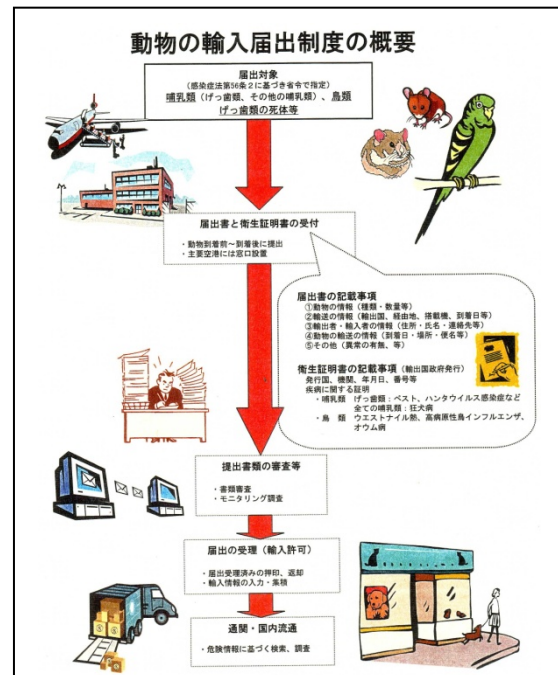 動物の輸入届出制度の概要
届出対象
(感染症法第56条2に基づき省令で指定)
哺乳類(げっ歯類、その他の哺乳類)、鳥類
げっ歯類の死体等
届出書と衛生証明書の受付
・動物到着前~到着後に提出
・主要空港には窓口設置
届出書の記載事項
①動物の情報(種類・数量等)
②輸送の情報(輸出国、経由地、搭載機、到着日等)
③輸出者・輸入者の情報(住所・氏名・連絡先等)
④動物の輸送の情報(到着日・場所・便名等)
⑤その他(異常の有無、等)
衛生証明書の記載事項(輸出国政府発行)
発行国、機関、年月日、番号等
疾病に関する証明
・哺乳類 げっ歯類:ペスト、ハンタウイルス感染症など
全ての哺乳類:狂犬病
・鳥 類 ウエストナイル熱、高病原性鳥インフルエンザ、
オウム病
提出書類の審査等
・書類審査
・モニタリング調査
届出の受理(輸入許可)
・届出受理済みの押印、返却
・輸入情報の入力・集積
通関・国内流通
・危険情報に基づく検索、調査